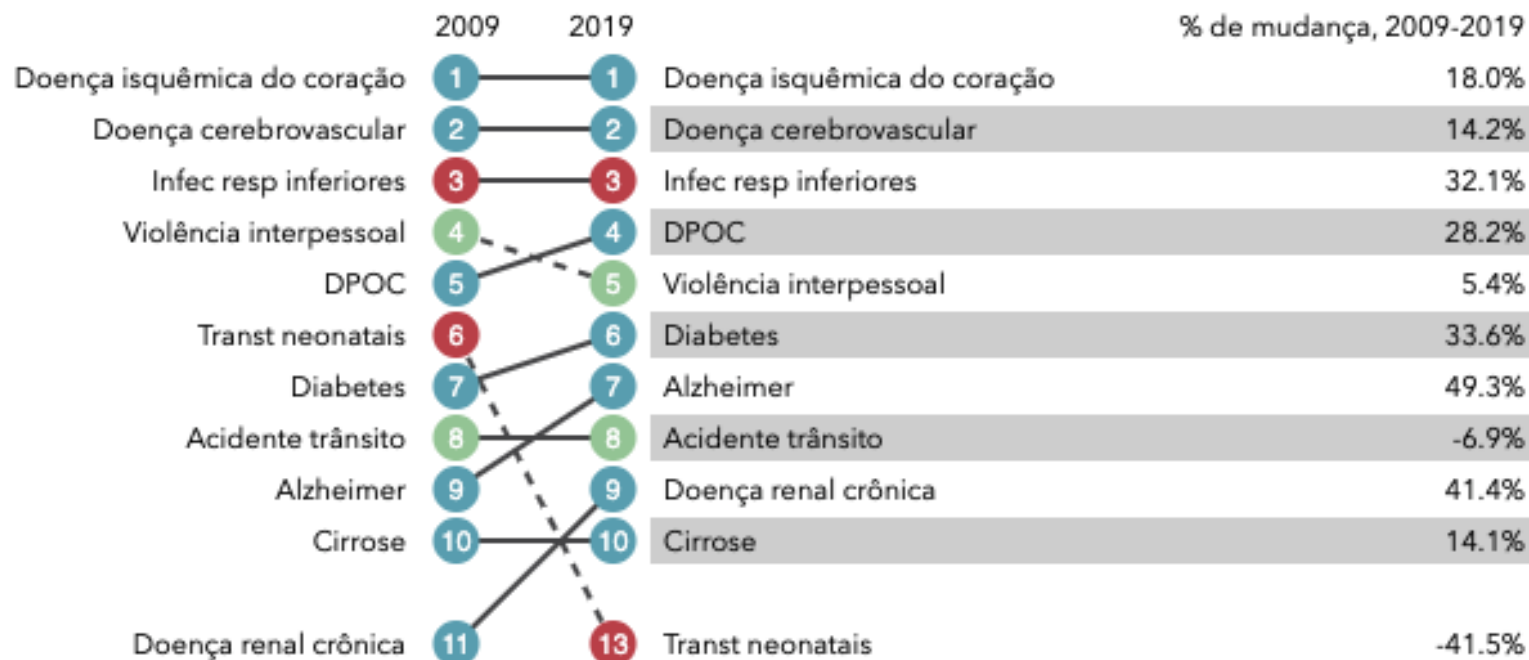 2009 2019 % de mudança, 2009-2019
Doença isquêmica do coração 1 1 Doença isquêmica do coração 18.0%
Doença cerebrovascular 2 2 Doença cerebrovascular 14.2%
Infec resp inferiores 3 3 Infec resp inferiores 32.1%
Violência interpessoal 4 4 DPOC 28.2%
DPOC 5 5 Violência interpessoal 5.4%
Transt neonatais 6 6 Diabetes 33.6%
Diabetes 7 7 Alzheimer 49.3%
Acidente trânsito 8 8 Acidente trânsito -6.9%
Alzheimer 9 9 Doença renal crônica 41.4%
Cirrose 10 10 Cirrose 14.1%
Doença renal crônica 11 13 Transt neonatais -41.5%